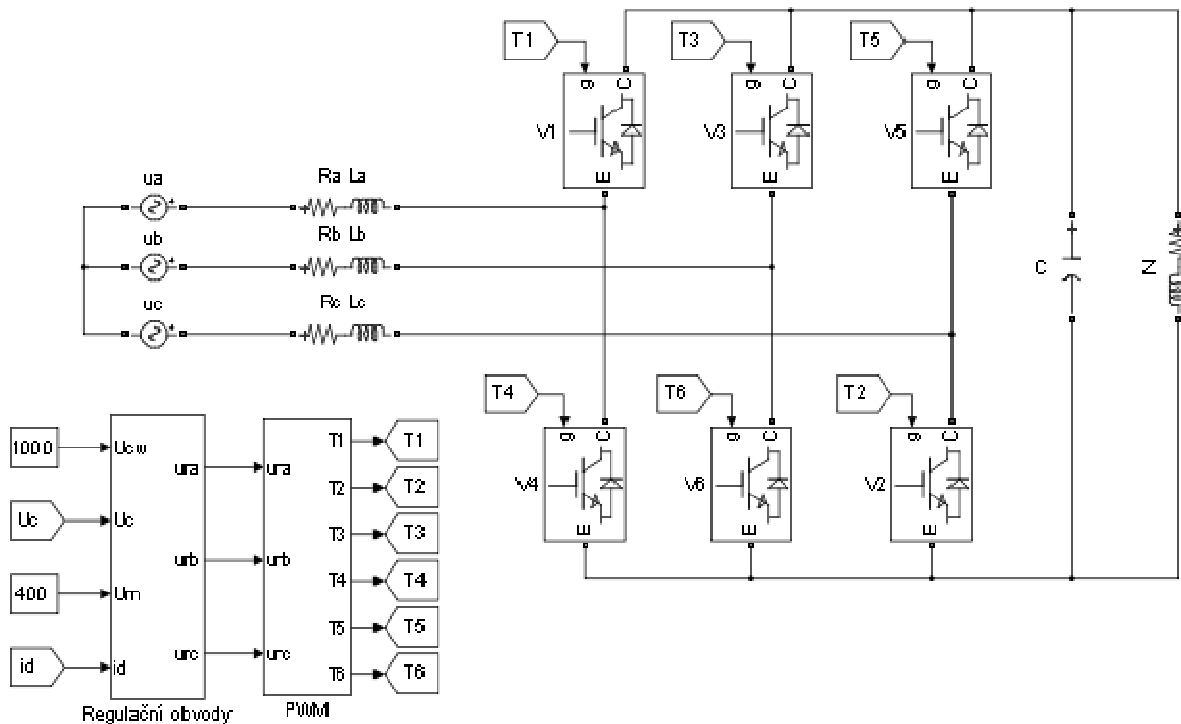 T1
T3
T5
g C
g C
g C
V1
V3
V5
E
E
E
ua
Ra La
ub
Rb Lb
uc
Rc Lc
C
Z
T4
T6
T2
g C
g C
g C
V4
V6
V2
E
E
E
1000
Ucw
Uc
Uc
400
Um
id
id
ura
urb
urc
Regulační obvody
ura
urb
urc
T1
T2
T3
T4
T5
T6
PWM
T1
T2
T3
T4
T5
T6